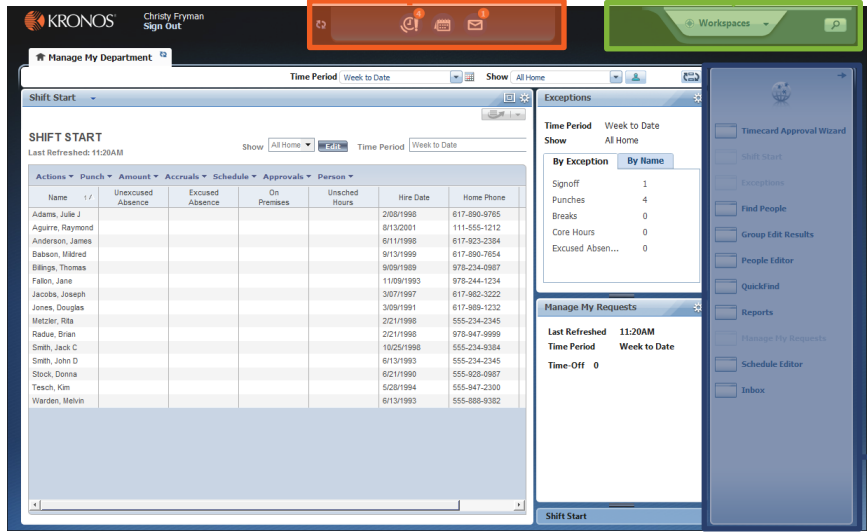 KRONOS®
Christy Fryman
Sign Out
4
1
Workspaces
Manage My Department
Time Period Week to Date Show All Home
Shift Start
SHIFT START
Last Refreshed: 11:20AM
Show All Home Edit Time Period Week to Date
Actions Punch Amount Accruals Schedule Approvals Person
Name 1 Unexcused Absence Excused Absence On Premises Unsched Hours Hire Date Home Phone
Adams, Julie J 2/08/1998 617-890-9765
Aguirre, Raymond 8/13/2001 111-555-1212
Anderson, James 6/11/1998 617-923-2384
Babson, Mildred 9/13/1999 617-890-7654
Billings, Thomas 9/09/1989 978-234-0987
Fallon, Jane 11/09/1993 978-244-1234
Jacobs, Joseph 3/07/1997 617-982-3222
Jones, Douglas 3/09/1991 617-989-1232
Metzler, Rita 2/21/1998 555-234-2345
Radue, Brian 2/21/1998 978-947-9999
Smith, Jack C 10/25/1998 555-234-9384
Smith, John D 6/13/1993 555-234-2345
Stock, Donna 6/21/1990 555-928-0987
Tesch, Kim 5/28/1994 555-947-2300
Warden, Melvin 6/13/1993 555-888-9382
Exceptions
Time Period Week to Date
Show All Home
By Exception By Name
Signoff 1
Punches 4
Breaks 0
Core Hours 0
Excused Absen... 0
Manage My Requests
Last Refreshed 11:20AM
Time Period Week to Date
Time-Off 0
Shift Start
Timecard Approval Wizard
Shift Start
Exceptions
Find People
Group Edit Results
People Editor
QuickFind
Reports
Manage My Requests
Schedule Editor
Inbox